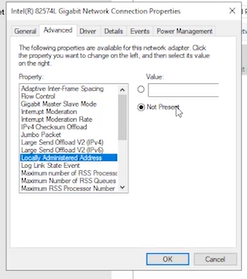 Intel(R) 82574L Gigabit Network Connection Properties
General Advanced Driver Details Events Power Management
The following properties are available for this network adapter. Click
the property you want to change on the left, and then select its value
on the right.
Property: Value:
Adaptive Inter-Frame Spacing
Flow Control
Gigabit Master Slave Mode
Interrupt Moderation
Interrupt Moderation Rate
IPv4 Checksum Offload
Jumbo Packet
Large Send Offload V2 (IPv4)
Large Send Offload V2 (IPv6)
Locally Administered Address
Log Link State Event
Maximum number of RSS Process
Maximum Number of RSS Queues
Maximum RSS Processor Number
Not Present
OK Cancel